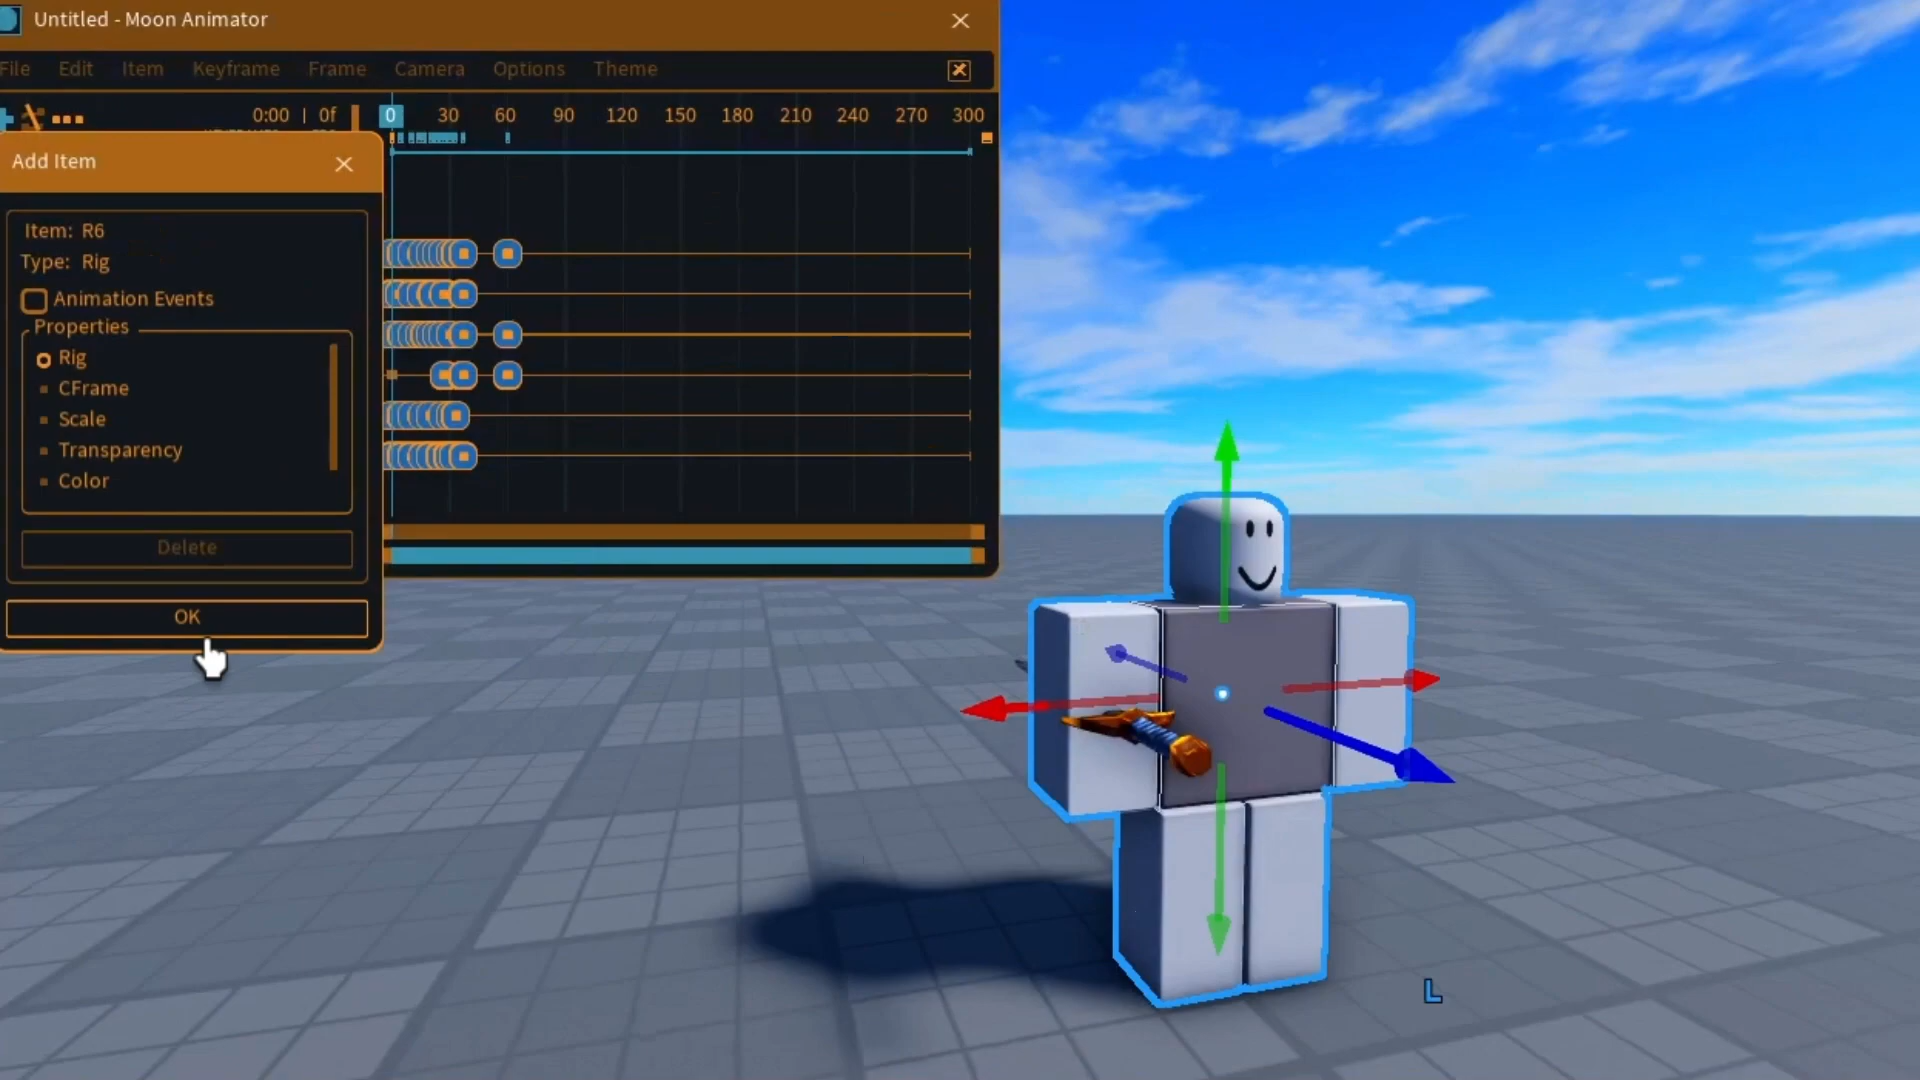 Untitled - Moon Animator
File Edit Item Keyframe Frame Camera Options Theme
0:00 | 0f
0 30 60 90 120 150 180 210 240 270 300
Add Item
Item: R6
Type: Rig
Animation Events
Properties
Rig
CFrame
Scale
Transparency
Color
Delete
OK
L